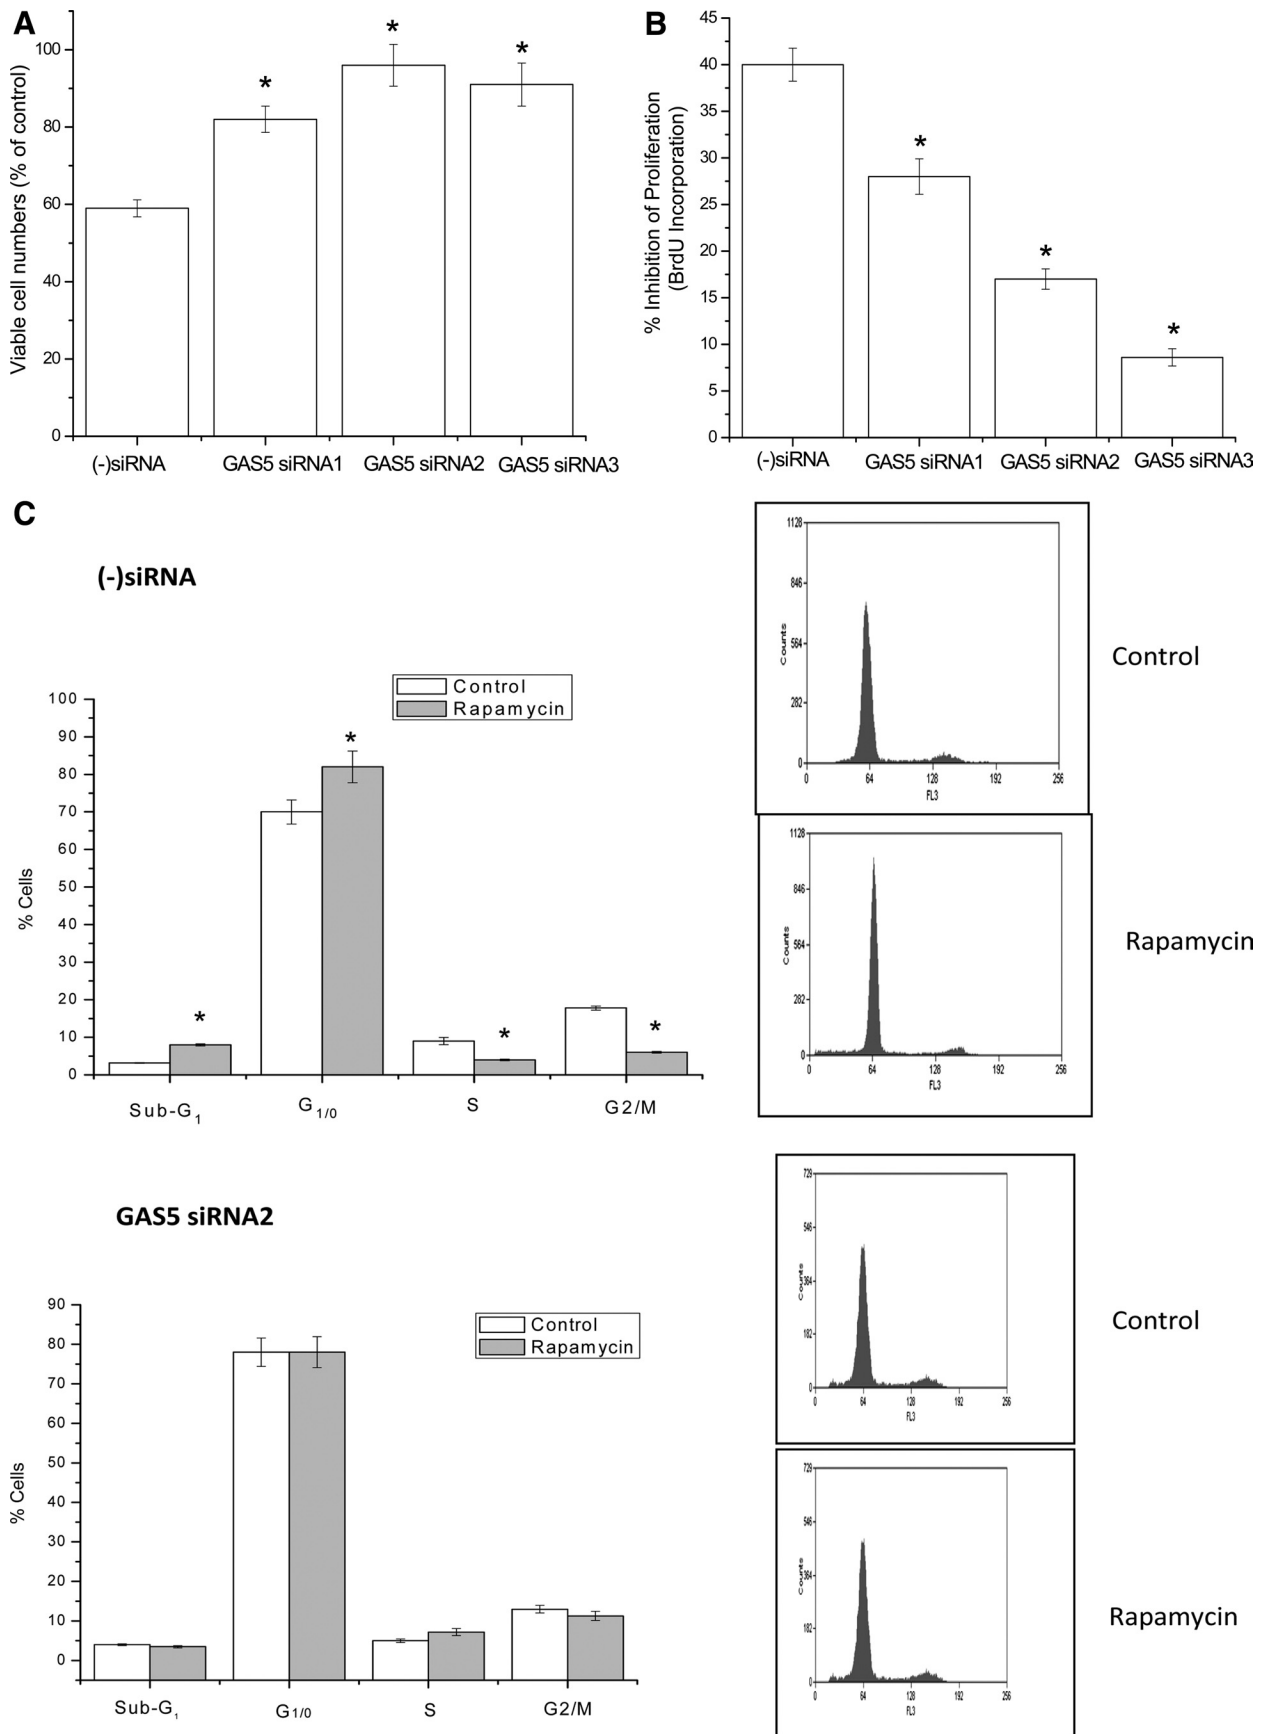 A
Viable cell numbers (% of control)
100
80
60
40
20
0
*
*
*
(-)siRNA
GAS5 siRNA1
GAS5 siRNA2
GAS5 siRNA3
B
% Inhibition of Proliferation
(BrdU Incorporation)
45
40
35
30
25
20
15
10
5
0
*
*
*
(-)siRNA
GAS5 siRNA1
GAS5 siRNA2
GAS5 siRNA3
C
(-)siRNA
Control
Rapamycin
% Cells
100
90
80
70
60
50
40
30
20
10
0
*
*
*
*
Sub-G1
G1/0
S
G2/M
1128
846
564
282
0
Counts
0 64 128 192 256
FL3
Control
1128
846
564
282
0
Counts
0 64 128 192 256
FL3
Rapamycin
GAS5 siRNA2
Control
Rapamycin
% Cells
90
80
70
60
50
40
30
20
10
0
Sub-G1
G1/0
S
G2/M
729
546
364
182
0
Counts
0 64 128 192 256
FL3
Control
729
546
364
182
0
Counts
0 64 128 192 256
FL3
Rapamycin